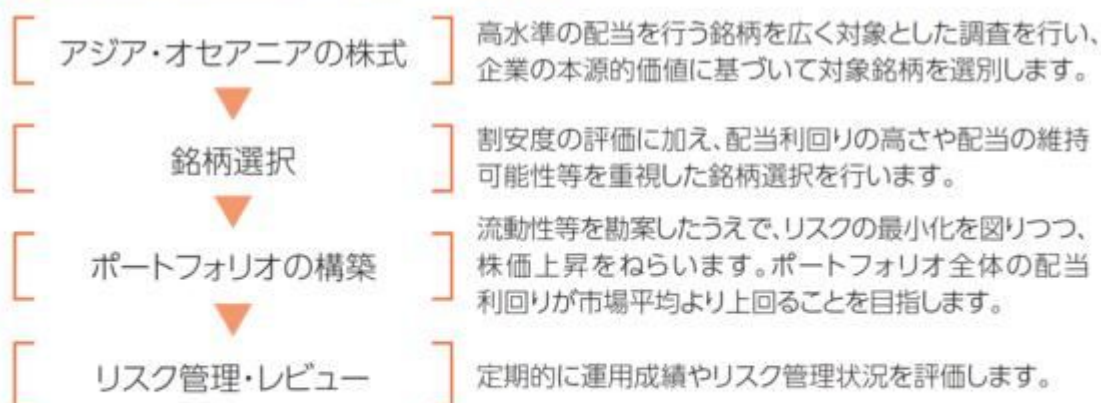 アジア・オセアニアの株式
高水準の配当を行う銘柄を広く対象とした調査を行い、
企業の本源的価値に基づいて対象銘柄を選別します。
銘柄選択
割安度の評価に加え、配当利回りの高さや配当の維持
可能性等を重視した銘柄選択を行います。
ポートフォリオの構築
流動性等を勘案したうえで、リスクの最小化を図りつつ、
株価上昇をねらいます。ポートフォリオ全体の配当
利回りが市場平均より上回ることを目指します。
リスク管理・レビュー
定期的に運用成績やリスク管理状況を評価します。